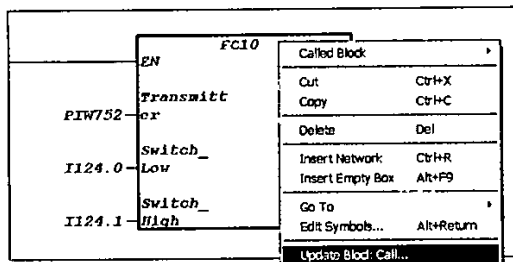 FC10
EN
Transmitt
er
PIW752
Switch_
Low
I124.0
Switch_
High
I124.1
Called Block
Cut Ctrl+X
Copy Ctrl+C
Delete Del
Insert Network Ctrl+R
Insert Empty Box Alt+F9
Go To
Edit Symbols... Alt+Return
Update Block Call...